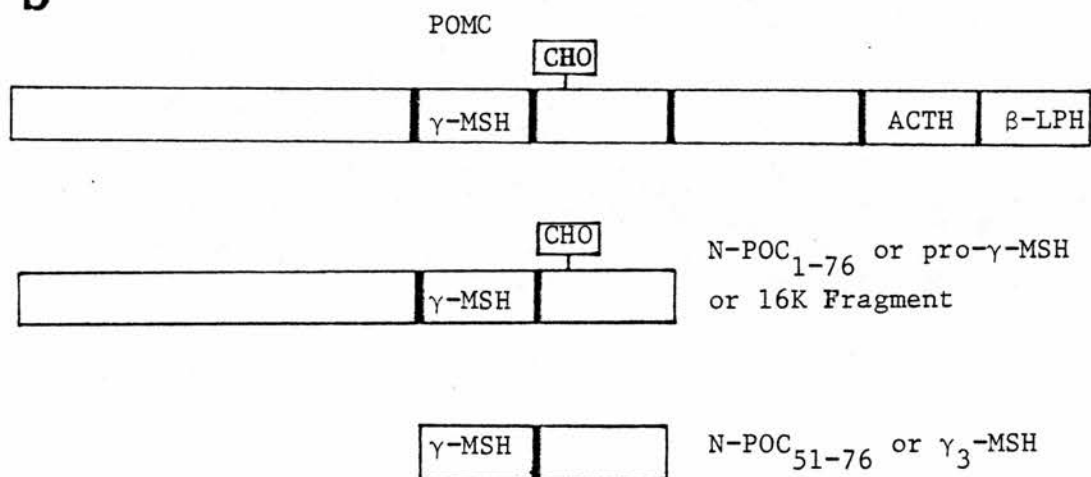 b
POMC
CHO
γ-MSH ACTH β-LPH
CHO
N-POC1-76 or pro-γ-MSH
γ-MSH or 16K Fragment
γ-MSH N-POC51-76 or γ3-MSH